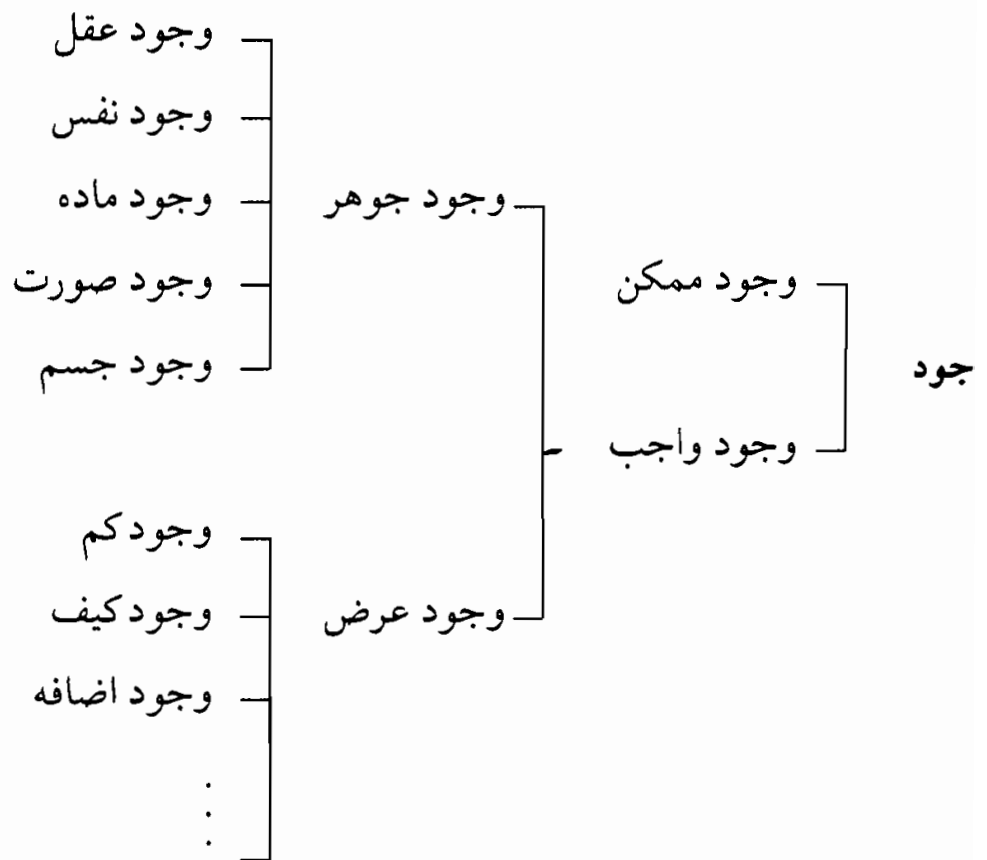 جود
وجود ممکن
وجود واجب
وجود جوهر
وجود عرض
وجود عقل
وجود نفس
وجود ماده
وجود صورت
وجود جسم
وجود کم
وجود کیف
وجود اضافه
.
.
.